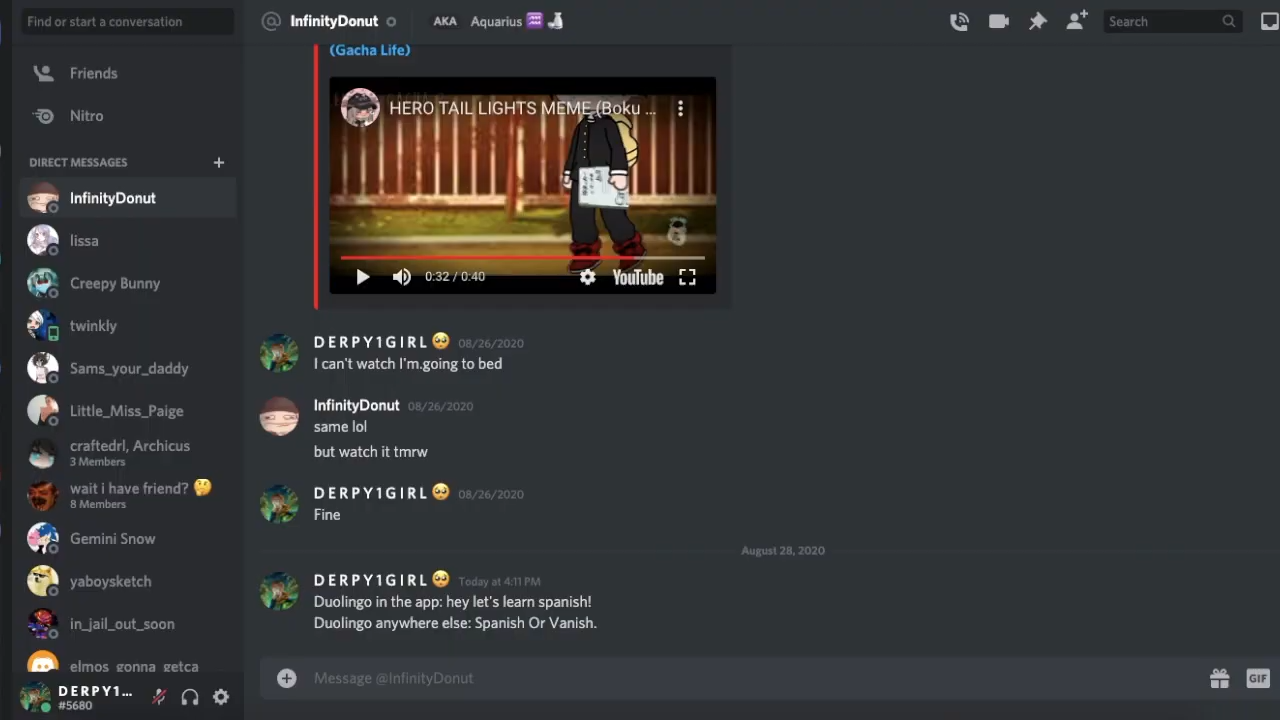 Find or start a conversation
InfinityDonut
AKA Aquarius ♒
Search
Friends
Nitro
DIRECT MESSAGES
InfinityDonut
lissa
Creepy Bunny
twinkly
Sams_your_daddy
Little_Miss_Paige
craftedrl, Archicus
3 Members
wait i have friend? 🤔
8 Members
Gemini Snow
yaboysketch
in_jail_out_soon
elmos_gonna_getca
D E R P Y 1...
#5680
(Gacha Life)
HERO TAIL LIGHTS MEME (Boku ...
0:32 / 0:40
YouTube
D E R P Y 1 G I R L 🥺 08/26/2020
I can't watch I'm.going to bed
InfinityDonut 08/26/2020
same lol
but watch it tmrw
D E R P Y 1 G I R L 🥺 08/26/2020
Fine
August 28, 2020
D E R P Y 1 G I R L 🥺 Today at 4:11 PM
Duolingo in the app: hey let's learn spanish!
Duolingo anywhere else: Spanish Or Vanish.
Message @InfinityDonut
GIF